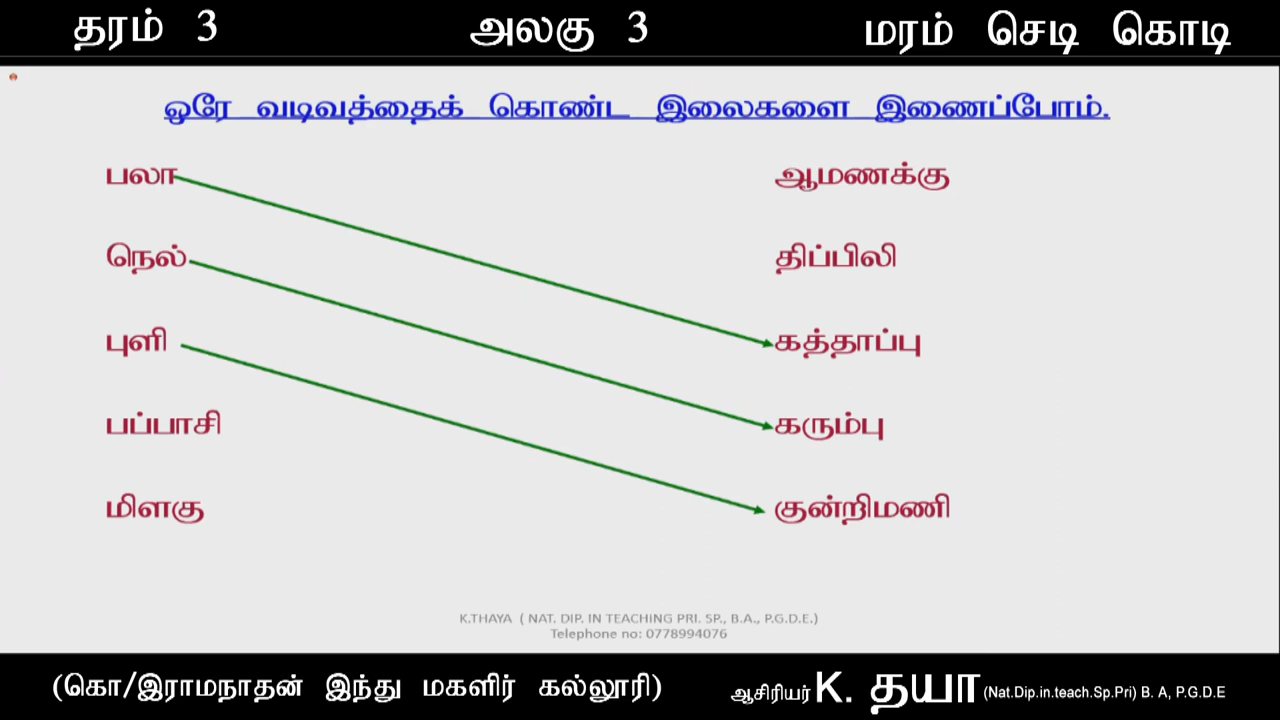 தரம் 3 அலகு 3 மரம் செடி கொடி
ஒரே வடிவத்தைக் கொண்ட இலைகளை இணைப்போம்.
பலா ஆமணக்கு
நெல் திப்பிலி
புளி கத்தாப்பு
பப்பாசி கரும்பு
மிளகு குன்றிமணி
K.THAYA ( NAT. DIP. IN TEACHING PRI. SP., B.A., P.G.D.E.)
Telephone no: 0778994076
(கொ/இராமநாதன் இந்து மகளிர் கல்லூரி) ஆசிரியர் K. தயா (Nat.Dip.in.teach.Sp.Pri) B. A, P.G.D.E